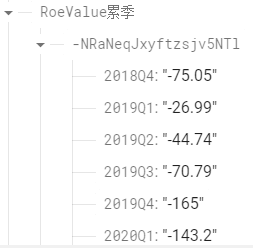 RoeValue累季
-NRaNeqJxyftzsjv5NTl
2018Q4: "-75.05"
2019Q1: "-26.99"
2019Q2: "-44.74"
2019Q3: "-70.79"
2019Q4: "-165"
2020Q1: "-143.2"